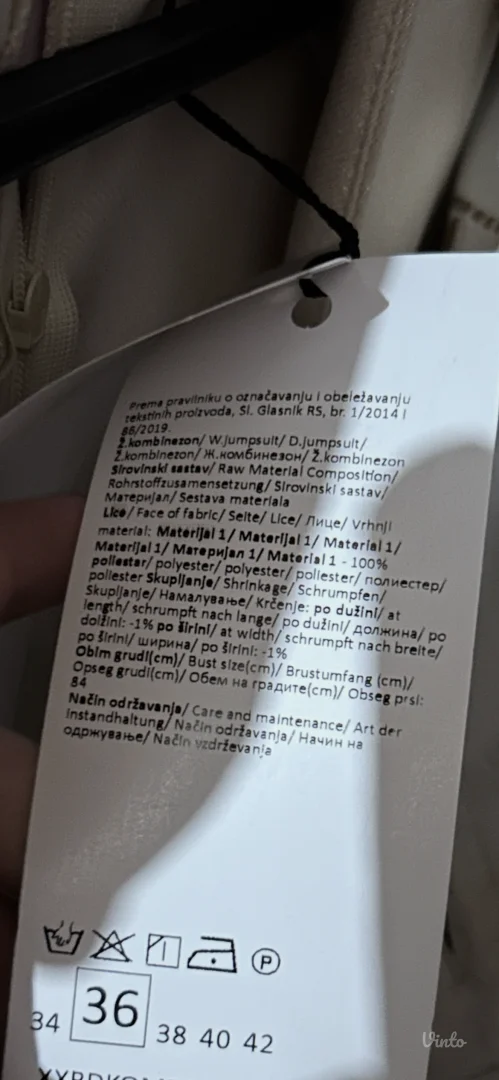 Prema pravilniku o označavanju i obeležavanju
tekstilnih proizvoda, Sl. Glasnik RS, br. 1/2014 i
86/2019.
Ž.kombinezon/ W.jumpsuit/ D.jumpsuit/
Ž.kombinezon/ Ж.комбинезон/ Ž.kombinezon
Sirovinski sastav/ Raw Material Composition/
Rohrstoffzusamensetzung/ Sirovinski sastav/
Материјал/ Sestava materiala
Lice/ Face of fabric/ Seite/ Lice/ Лице/ Vrhnji
material: Materijal 1/ Materijal 1/ Material 1/
Materijal 1/ Материјал 1/ Material 1 - 100%
poliestar/ polyester/ polyester/ poliester/ полиестер/
poliester Skupljanje/ Shrinkage/ Schrumpfen/
Skupljanje/ Намалување/ Krčenje: po dužini/ at
length/ schrumpft nach lange/ po dužini/ должина/ po
dolžini: -1% po širini/ at width/ schrumpft nach breite/
po širini/ ширина/ po širini: -1%
Obim grudi(cm)/ Bust size(cm)/ Brustumfang (cm)/
Opseg grudi(cm)/ Обем на градите(cm)/ Obseg prsi:
84
Način održavanja/ Care and maintenance/ Art der
Instandhaltung/ Način održavanja/ Начин на
одржување/ Način vzdrževanja
P
34 36 38 40 42
Vinto